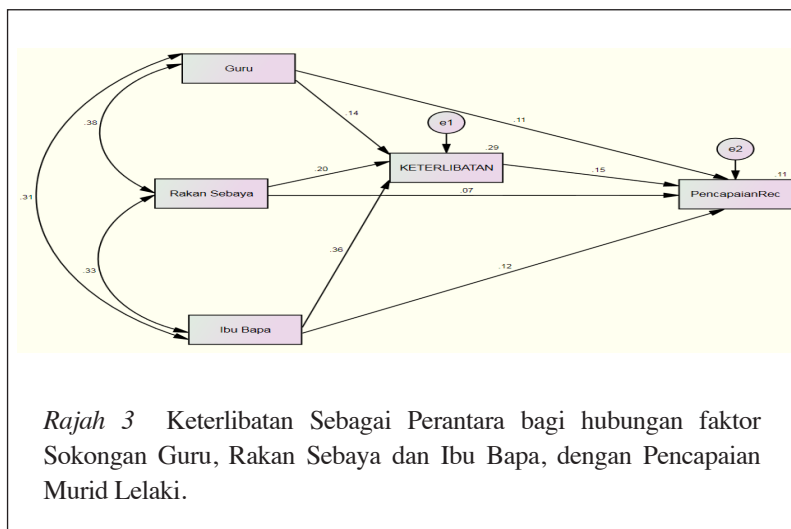 Guru
.14
.11
e1
.38
.29
e2
.20
KETERLIBATAN
.15
.11
Rakan Sebaya
.07
PencapaianRec
.31
.36
.33
.12
Ibu Bapa
Rajah 3 Keterlibatan Sebagai Perantara bagi hubungan faktor
Sokongan Guru, Rakan Sebaya dan Ibu Bapa, dengan Pencapaian
Murid Lelaki.